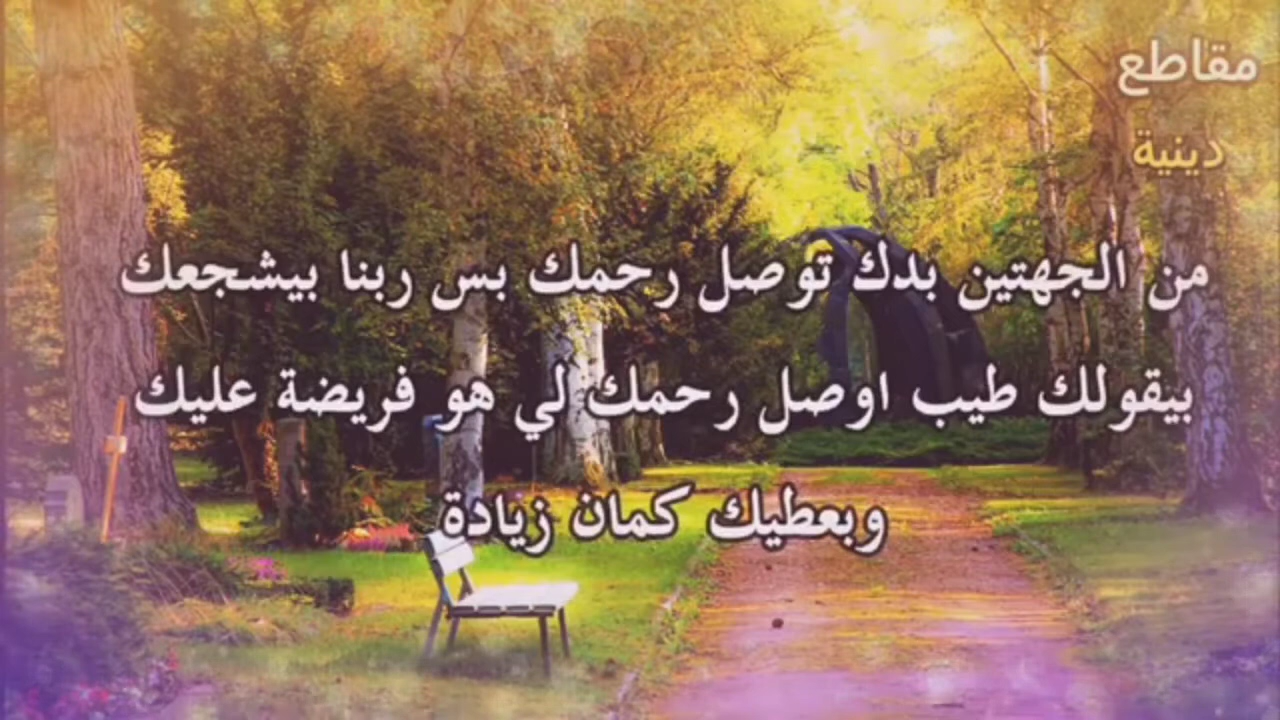 مقاطع
دينية
من الجهتين بدك توصل رحمك بس ربنا بيشجعك
بيقولك طيب اوصل رحمك لي هو فريضة عليك
وبعطيك كمان زيادة